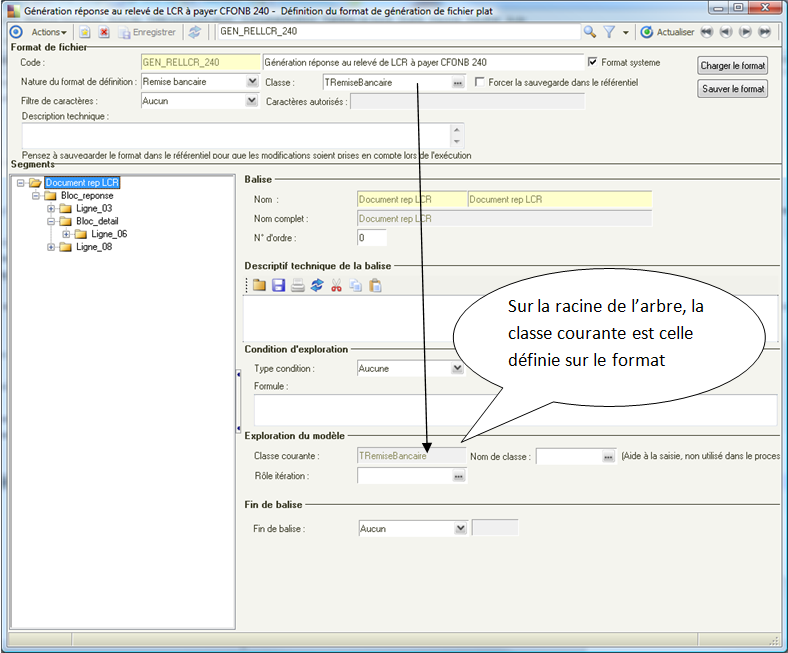 Génération réponse au relevé de LCR à payer CFONB 240 - Définition du format de génération de fichier plat
Actions Enregistrer GEN_RELLCR_240 Actualiser
Format de fichier
Code : GEN_RELLCR_240 Génération réponse au relevé de LCR à payer CFONB 240 Format systeme Charger le format
Nature du format de définition : Remise bancaire Classe : TRemiseBancaire ... Forcer la sauvegarde dans le référentiel Sauver le format
Filtre de caractères : Aucun Caractères autorisés :
Description technique :
Pensez à sauvegarder le format dans le référentiel pour que les modifications soient prises en compte lors de l'exécution
Segments
Document rep LCR
Bloc_reponse
Ligne_03
Bloc_detail
Ligne_06
Ligne_08
Balise
Nom : Document rep LCR Document rep LCR
Nom complet : Document rep LCR
N° d'ordre : 0
Descriptif technique de la balise
Sur la racine de l'arbre, la
classe courante est celle
définie sur le format
Condition d'exploration
Type condition : Aucune
Formule :
Exploration du modèle
Classe courante : TRemiseBancaire Nom de classe : ... (Aide à la saisie, non utilisé dans le proces
Rôle itération : ...
Fin de balise
Fin de balise : Aucun